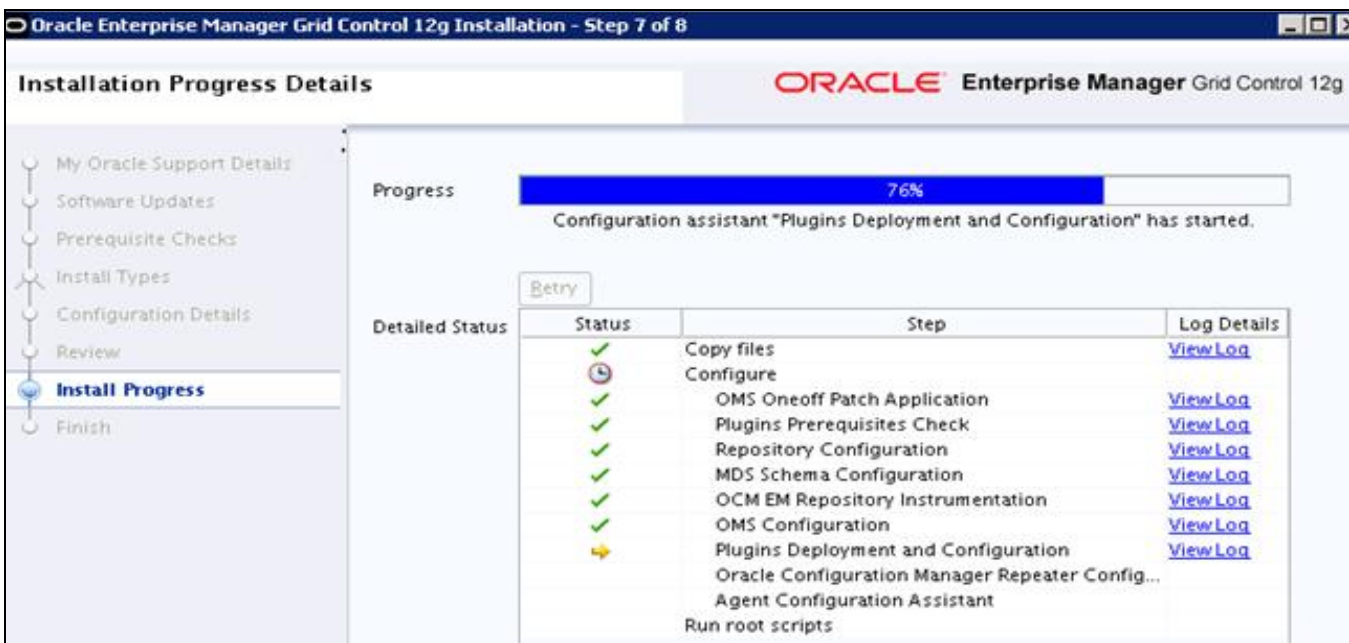 Oracle Enterprise Manager Grid Control 12g Installation - Step 7 of 8
Installation Progress Details
ORACLE Enterprise Manager Grid Control 12g
My Oracle Support Details
Software Updates
Prerequisite Checks
Install Types
Configuration Details
Review
Install Progress
Finish
Progress
76%
Configuration assistant "Plugins Deployment and Configuration" has started.
Retry
Detailed Status
Status Step Log Details
Copy files View Log
Configure
OMS Oneoff Patch Application View Log
Plugins Prerequisites Check View Log
Repository Configuration View Log
MDS Schema Configuration View Log
OCM EM Repository Instrumentation View Log
OMS Configuration View Log
Plugins Deployment and Configuration View Log
Oracle Configuration Manager Repeater Config...
Agent Configuration Assistant
Run root scripts